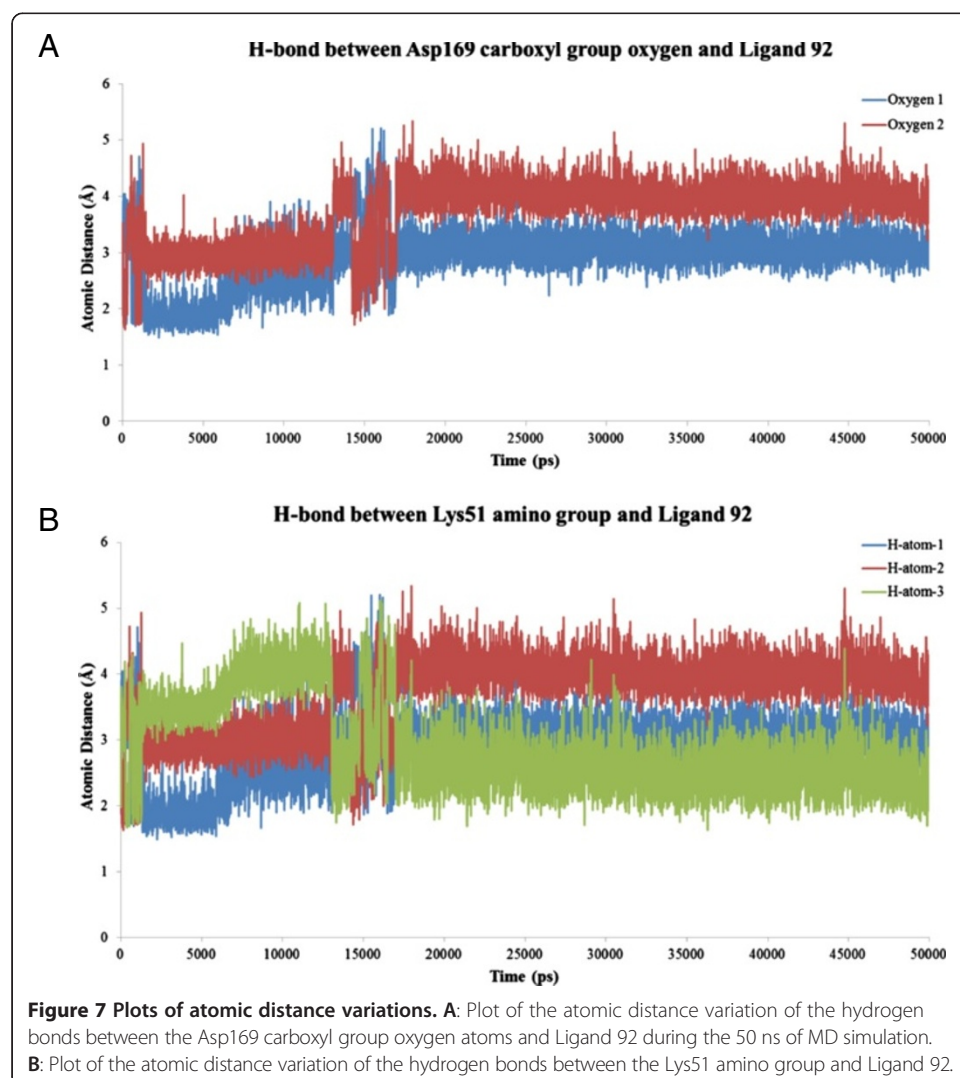 A
H-bond between Asp169 carboxyl group oxygen and Ligand 92
6
5
4
3
2
1
0
Atomic Distance (Å)
Oxygen 1
Oxygen 2
0 5000 10000 15000 20000 25000 30000 35000 40000 45000 50000
Time (ps)
B
H-bond between Lys51 amino group and Ligand 92
6
5
4
3
2
1
0
Atomic Distance (Å)
H-atom-1
H-atom-2
H-atom-3
0 5000 10000 15000 20000 25000 30000 35000 40000 45000 50000
Time (ps)
Figure 7 Plots of atomic distance variations. A: Plot of the atomic distance variation of the hydrogen
bonds between the Asp169 carboxyl group oxygen atoms and Ligand 92 during the 50 ns of MD simulation.
B: Plot of the atomic distance variation of the hydrogen bonds between the Lys51 amino group and Ligand 92.